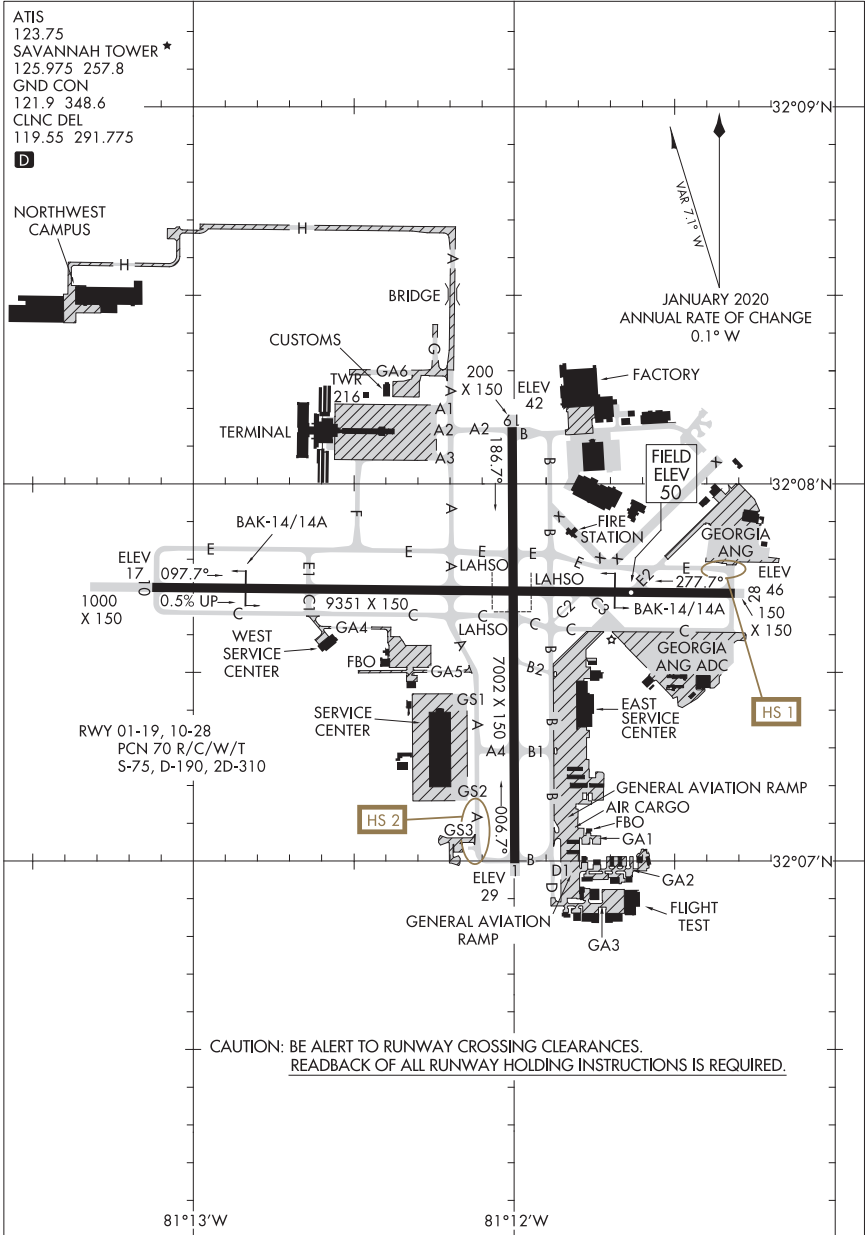 ATIS
123.75
SAVANNAH TOWER ★
125.975 257.8
GND CON
121.9 348.6
CLNC DEL
119.55 291.775
D
32°09'N
VAR 7.1° W
JANUARY 2020
ANNUAL RATE OF CHANGE
0.1° W
NORTHWEST
CAMPUS
H
H
A
BRIDGE
G
CUSTOMS
TWR
216
GA6
A
200
X 150
ELEV
42
FACTORY
TERMINAL
A1
A2
A3
A2
19
B
186.7°
B
FIELD
ELEV
50
X
32°08'N
F
A
BAK-14/14A
B
X
FIRE
STATION
GEORGIA
ANG
ELEV
17
E
E
E
E
E
X
X
E
ELEV
46
A
LAHSO
LAHSO
E1
E2
10
097.7°
277.7°
28
0.5% UP
9351 X 150
1000
X 150
150
X 150
C
C1
C
C
C
C2
C3
C
BAK-14/14A
LAHSO
WEST
SERVICE
CENTER
GA4
FBO
GA5
A
A
B
B2
GEORGIA
ANG ADC
HS 1
7002 X 150
SERVICE
CENTER
GS1
A
B
EAST
SERVICE
CENTER
RWY 01-19, 10-28
PCN 70 R/C/W/T
S-75, D-190, 2D-310
A4
B1
GENERAL AVIATION RAMP
AIR CARGO
FBO
GA1
GS2
B
HS 2
A
GS3
006.7°
B
1
D1
D
32°07'N
ELEV
29
GA2
FLIGHT
TEST
GENERAL AVIATION
RAMP
GA3
CAUTION: BE ALERT TO RUNWAY CROSSING CLEARANCES.
READBACK OF ALL RUNWAY HOLDING INSTRUCTIONS IS REQUIRED.
81°13'W
81°12'W